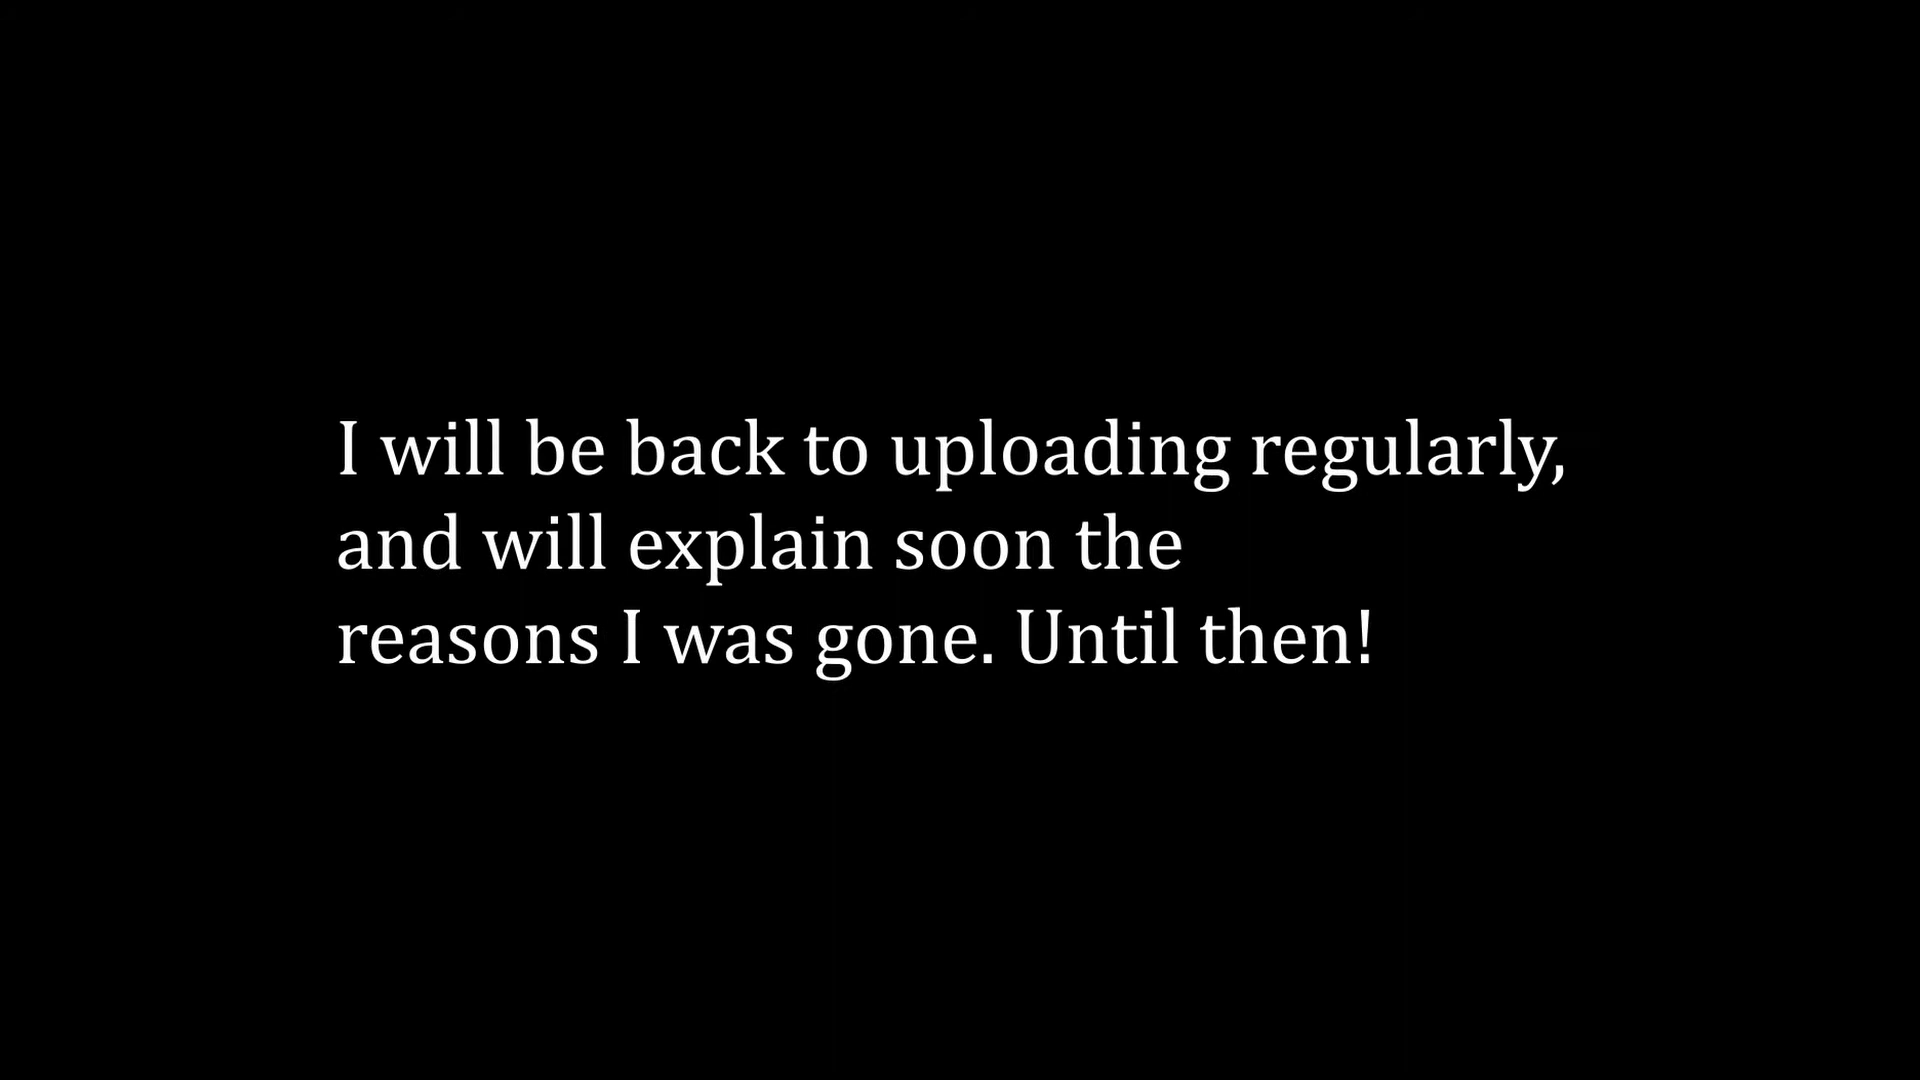 I will be back to uploading regularly,
and will explain soon the
reasons I was gone. Until then!